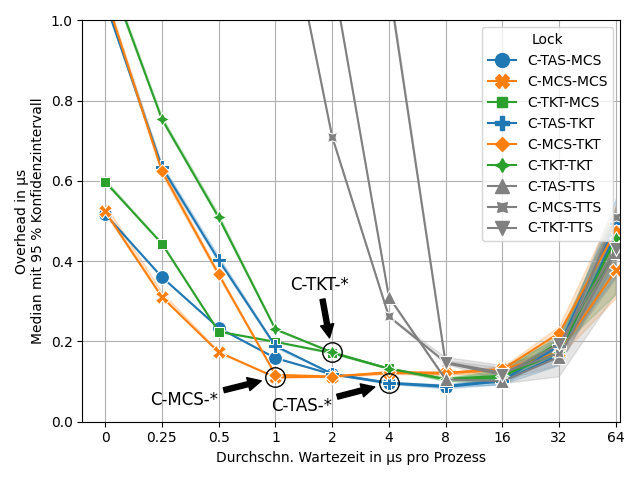 Lock
C-TAS-MCS
C-MCS-MCS
C-TKT-MCS
C-TAS-TKT
C-MCS-TKT
C-TKT-TKT
C-TAS-TTS
C-MCS-TTS
C-TKT-TTS
C-TKT-*
C-MCS-*
C-TAS-*
1.0
0.8
0.6
0.4
0.2
0.0
Overhead in µs
Median mit 95 % Konfidenzintervall
0 0.25 0.5 1 2 4 8 16 32 64
Durchschn. Wartezeit in µs pro Prozess